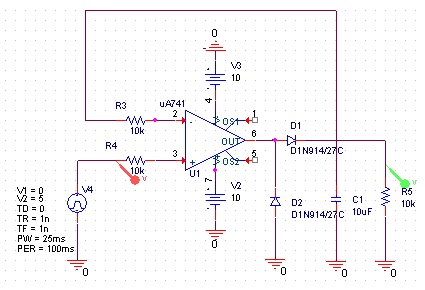 0
V3
10
R3
uA741
4
2
OS1
1
10k
-
6
D1
OUT
R4
D1N914/27C
3
OS2
5
+
10k
U1
V
V
7
V2
V1 = 0
V2 = 5
TD = 0
TR = 1n
TF = 1n
PW = 25ms
PER = 100ms
V4
10
D2
D1N914/27C
C1
10uF
R5
10k
0
0
0
0
0